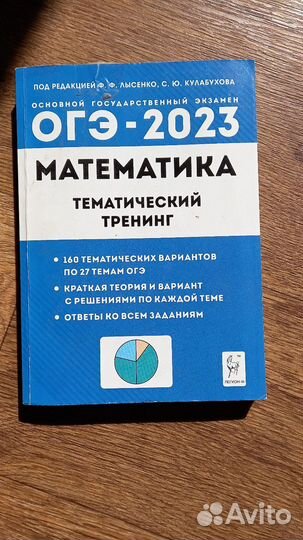 ПОД РЕДАКЦИЕЙ Ф. Ф. ЛЫСЕНКО, С. Ю. КУЛАБУХОВА
ОСНОВНОЙ ГОСУДАРСТВЕННЫЙ ЭКЗАМЕН
ОГЭ-2023
МАТЕМАТИКА
ТЕМАТИЧЕСКИЙ
ТРЕНИНГ
• 160 ТЕМАТИЧЕСКИХ ВАРИАНТОВ
ПО 27 ТЕМАМ ОГЭ
• КРАТКАЯ ТЕОРИЯ И ВАРИАНТ
С РЕШЕНИЯМИ ПО КАЖДОЙ ТЕМЕ
• ОТВЕТЫ КО ВСЕМ ЗАДАНИЯМ
ЛЕГИОН-М
Avito